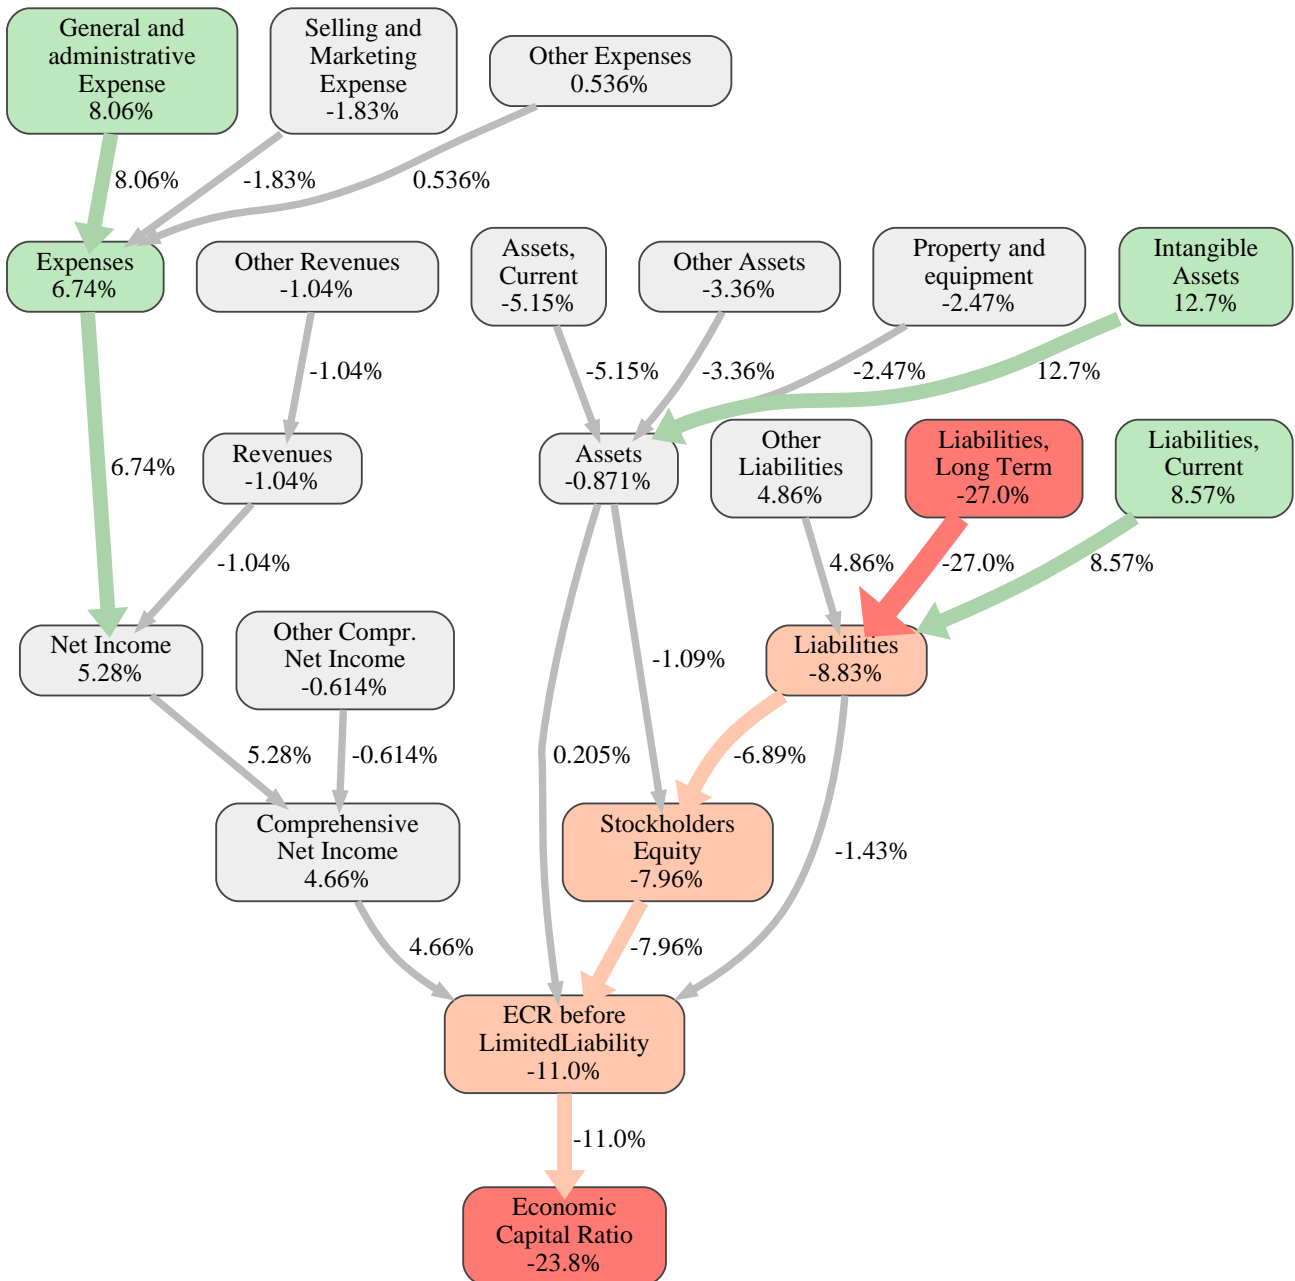 General and
administrative
Expense
8.06%
Selling and
Marketing
Expense
-1.83%
Other Expenses
0.536%
8.06%
-1.83%
0.536%
Expenses
6.74%
Other Revenues
-1.04%
Assets,
Current
-5.15%
Other Assets
-3.36%
Property and
equipment
-2.47%
Intangible
Assets
12.7%
-1.04%
-5.15%
-3.36%
-2.47%
12.7%
6.74%
Revenues
-1.04%
Assets
-0.871%
Other
Liabilities
4.86%
Liabilities,
Long Term
-27.0%
Liabilities,
Current
8.57%
-1.04%
4.86%
-27.0%
8.57%
Net Income
5.28%
Other Compr.
Net Income
-0.614%
-1.09%
Liabilities
-8.83%
5.28%
-0.614%
0.205%
-6.89%
Comprehensive
Net Income
4.66%
Stockholders
Equity
-7.96%
-1.43%
4.66%
-7.96%
ECR before
LimitedLiability
-11.0%
-11.0%
Economic
Capital Ratio
-23.8%